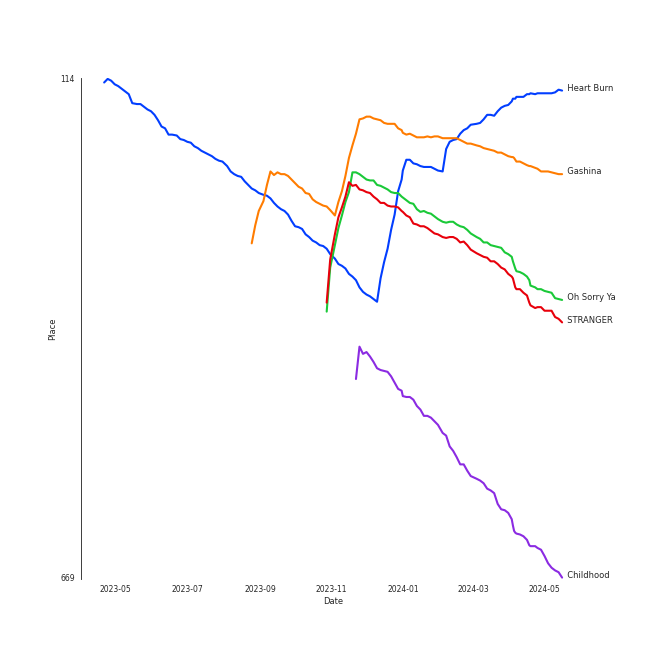 114
Heart Burn
Gashina
Oh Sorry Ya
STRANGER
Place
Childhood
669
2023-05 2023-07 2023-09 2023-11 2024-01 2024-03 2024-05
Date